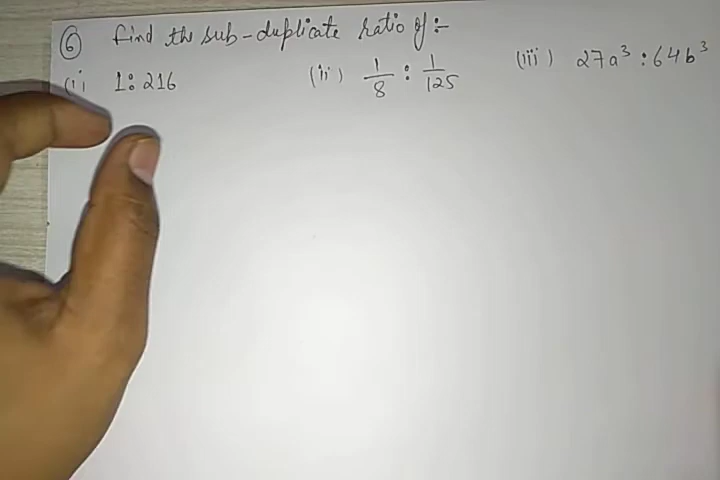 6 Find the sub-duplicate ratio of :-
(i) 1:216 (ii) 1/8 : 1/125 (iii) 27a³ : 64b³